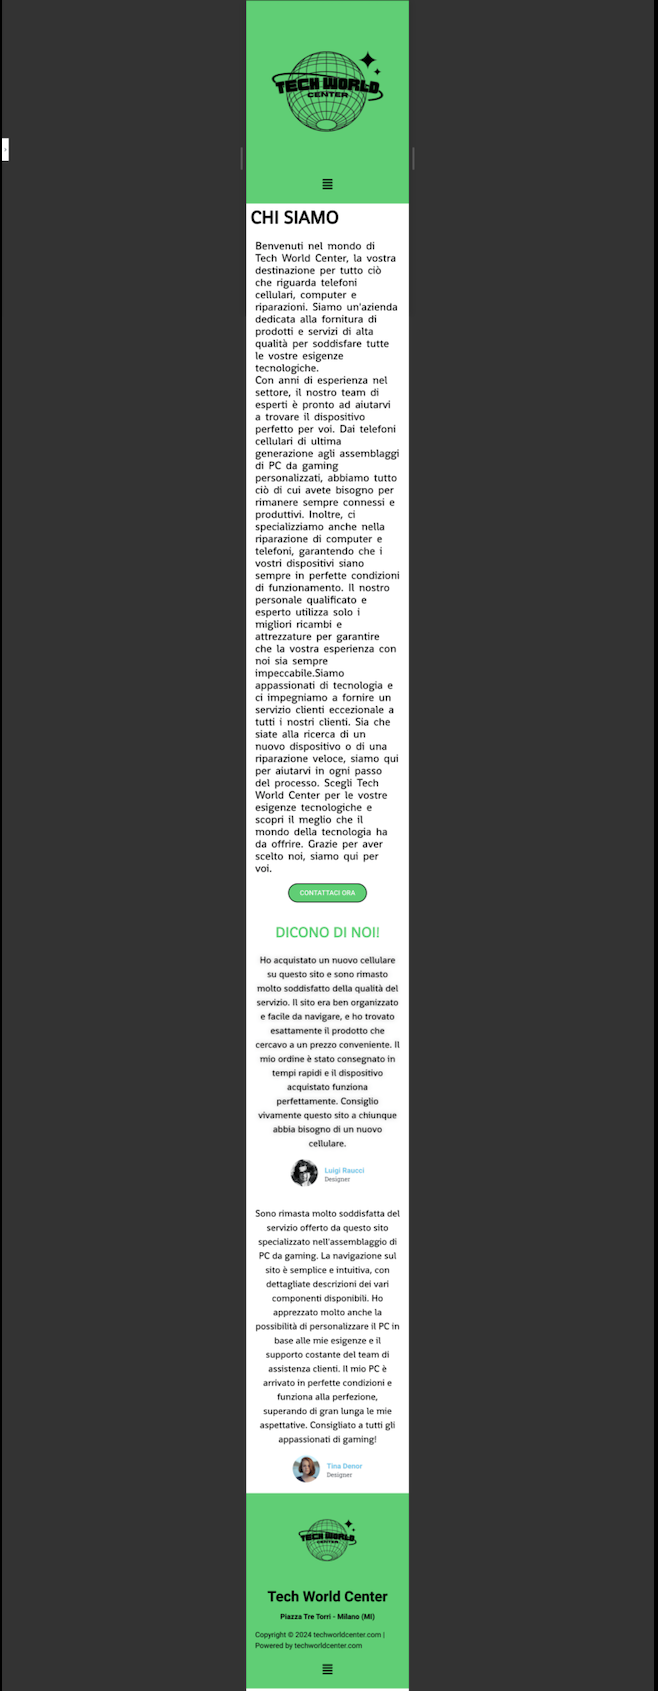 TECH WORLD
CENTER
CHI SIAMO
Benvenuti nel mondo di
Tech World Center, la vostra
destinazione per tutto ciò
che riguarda telefoni
cellulari, computer e
riparazioni. Siamo un'azienda
dedicata alla fornitura di
prodotti e servizi di alta
qualità per soddisfare tutte
le vostre esigenze
tecnologiche.
Con anni di esperienza nel
settore, il nostro team di
esperti è pronto ad aiutarvi
a trovare il dispositivo
perfetto per voi. Dai telefoni
cellulari di ultima
generazione agli assemblaggi
di PC da gaming
personalizzati, abbiamo tutto
ciò di cui avete bisogno per
rimanere sempre connessi e
produttivi. Inoltre, ci
specializziamo anche nella
riparazione di computer e
telefoni, garantendo che i
vostri dispositivi siano
sempre in perfette condizioni
di funzionamento. Il nostro
personale qualificato e
esperto utilizza solo i
migliori ricambi e
attrezzature per garantire
che la vostra esperienza con
noi sia sempre
impeccabile.Siamo
appassionati di tecnologia e
ci impegniamo a fornire un
servizio clienti eccezionale a
tutti i nostri clienti. Sia che
siate alla ricerca di un
nuovo dispositivo o di una
riparazione veloce, siamo qui
per aiutarvi in ogni passo
del processo. Scegli Tech
World Center per le vostre
esigenze tecnologiche e
scopri il meglio che il
mondo della tecnologia ha
da offrire. Grazie per aver
scelto noi, siamo qui per
voi.
CONTATTACI ORA
DICONO DI NOI!
Ho acquistato un nuovo cellulare
su questo sito e sono rimasto
molto soddisfatto della qualità del
servizio. Il sito era ben organizzato
e facile da navigare, e ho trovato
esattamente il prodotto che
cercavo a un prezzo conveniente. Il
mio ordine è stato consegnato in
tempi rapidi e il dispositivo
acquistato funziona
perfettamente. Consiglio
vivamente questo sito a chiunque
abbia bisogno di un nuovo
cellulare.
Luigi Raucci
Designer
Sono rimasta molto soddisfatta del
servizio offerto da questo sito
specializzato nell'assemblaggio di
PC da gaming. La navigazione sul
sito è semplice e intuitiva, con
dettagliate descrizioni dei vari
componenti disponibili. Ho
apprezzato molto anche la
possibilità di personalizzare il PC in
base alle mie esigenze e il
supporto costante del team di
assistenza clienti. Il mio PC è
arrivato in perfette condizioni e
funziona alla perfezione,
superando di gran lunga le mie
aspettative. Consigliato a tutti gli
appassionati di gaming!
Tina Denor
Designer
TECH WORLD
CENTER
Tech World Center
Piazza Tre Torri - Milano (MI)
Copyright © 2024 techworldcenter.com |
Powered by techworldcenter.com